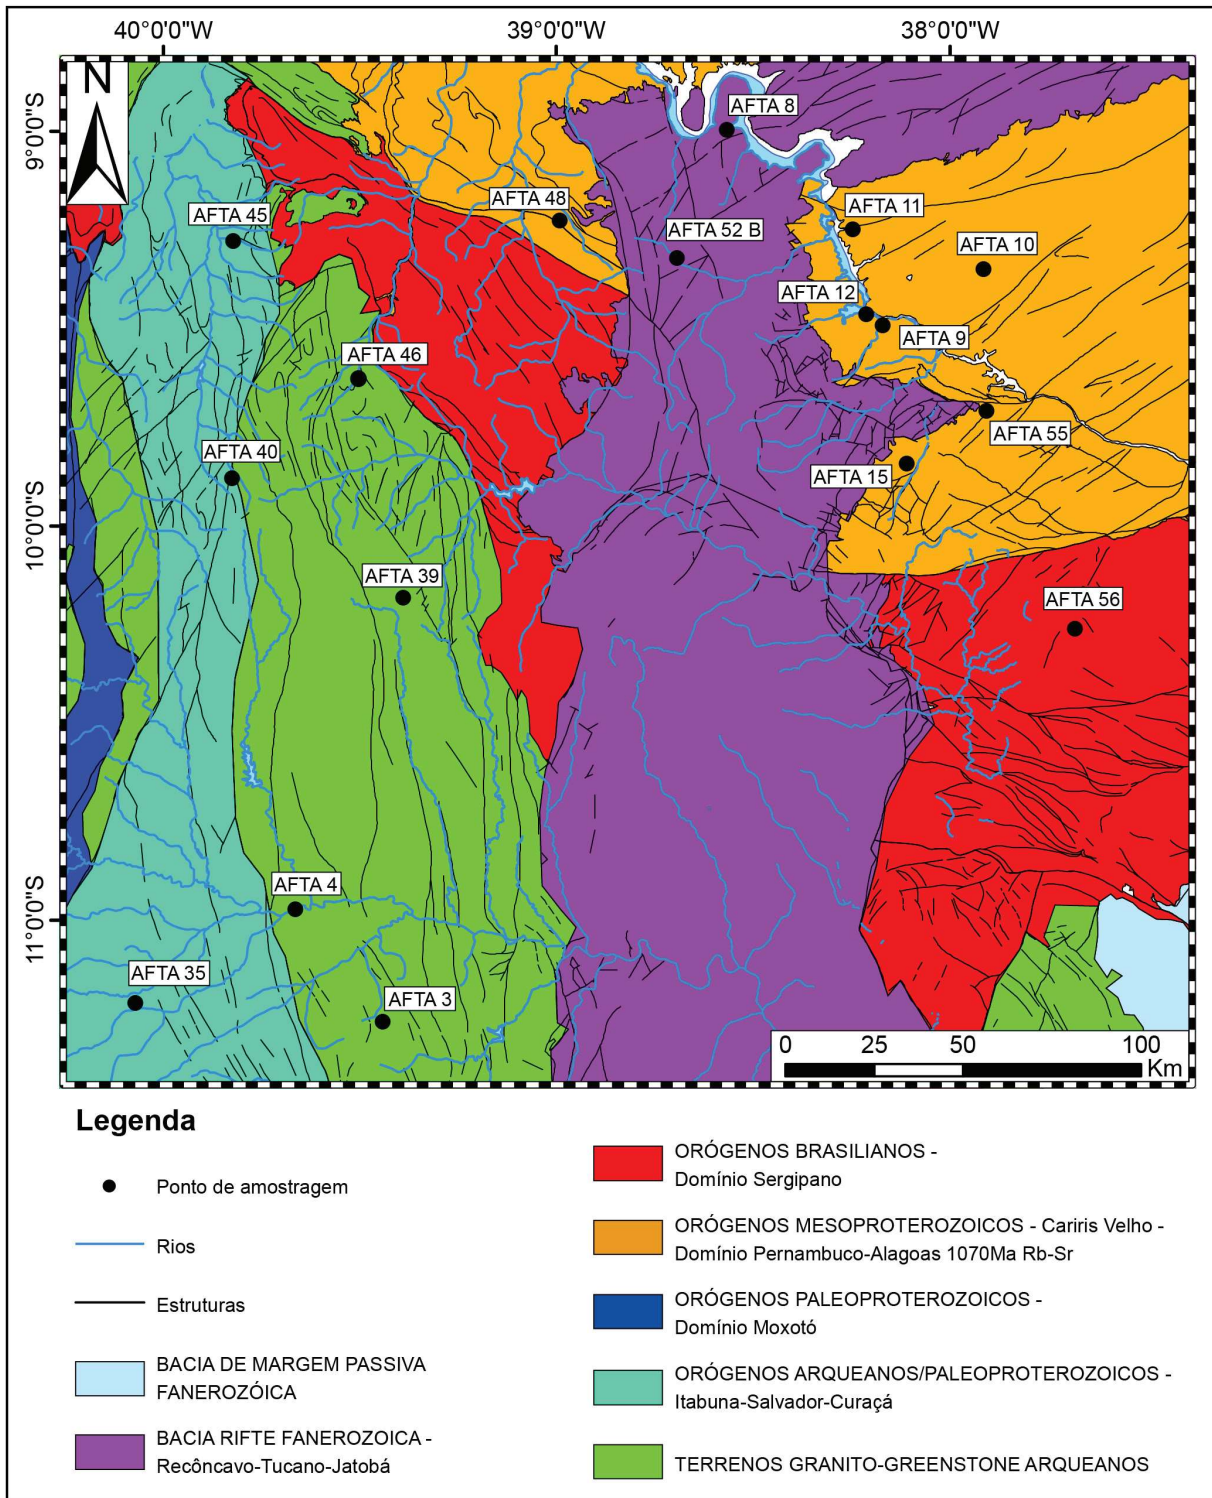 40°0'0"W
39°0'0"W
38°0'0"W
N
9°0'0"S
10°0'0"S
11°0'0"S
AFTA 8
AFTA 48
AFTA 11
AFTA 45
AFTA 52 B
AFTA 10
AFTA 12
AFTA 9
AFTA 46
AFTA 55
AFTA 40
AFTA 15
AFTA 39
AFTA 56
AFTA 4
AFTA 35
AFTA 3
0 25 50 100
Km
Legenda
Ponto de amostragem
Rios
Estruturas
BACIA DE MARGEM PASSIVA
FANEROZÓICA
BACIA RIFTE FANEROZOICA -
Recôncavo-Tucano-Jatobá
ORÓGENOS BRASILIANOS -
Domínio Sergipano
ORÓGENOS MESOPROTEROZOICOS - Cariris Velho -
Domínio Pernambuco-Alagoas 1070Ma Rb-Sr
ORÓGENOS PALEOPROTEROZOICOS -
Domínio Moxotó
ORÓGENOS ARQUEANOS/PALEOPROTEROZOICOS -
Itabuna-Salvador-Curaçá
TERRENOS GRANITO-GREENSTONE ARQUEANOS